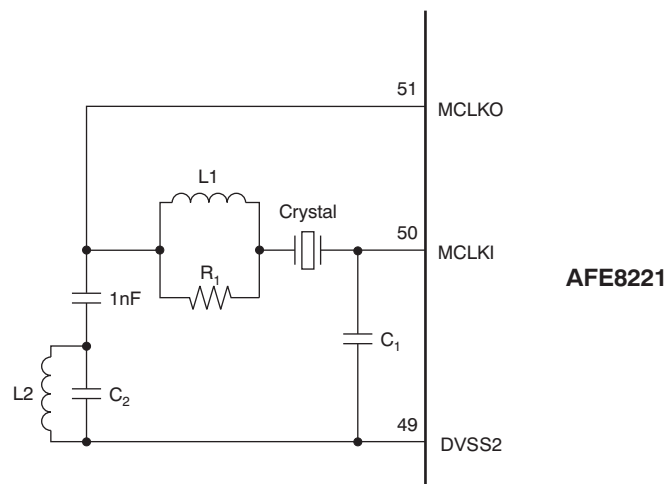 51
MCLKO
L1
Crystal
50
MCLKI
R1
AFE8221
1nF
C1
L2
C2
49
DVSS2